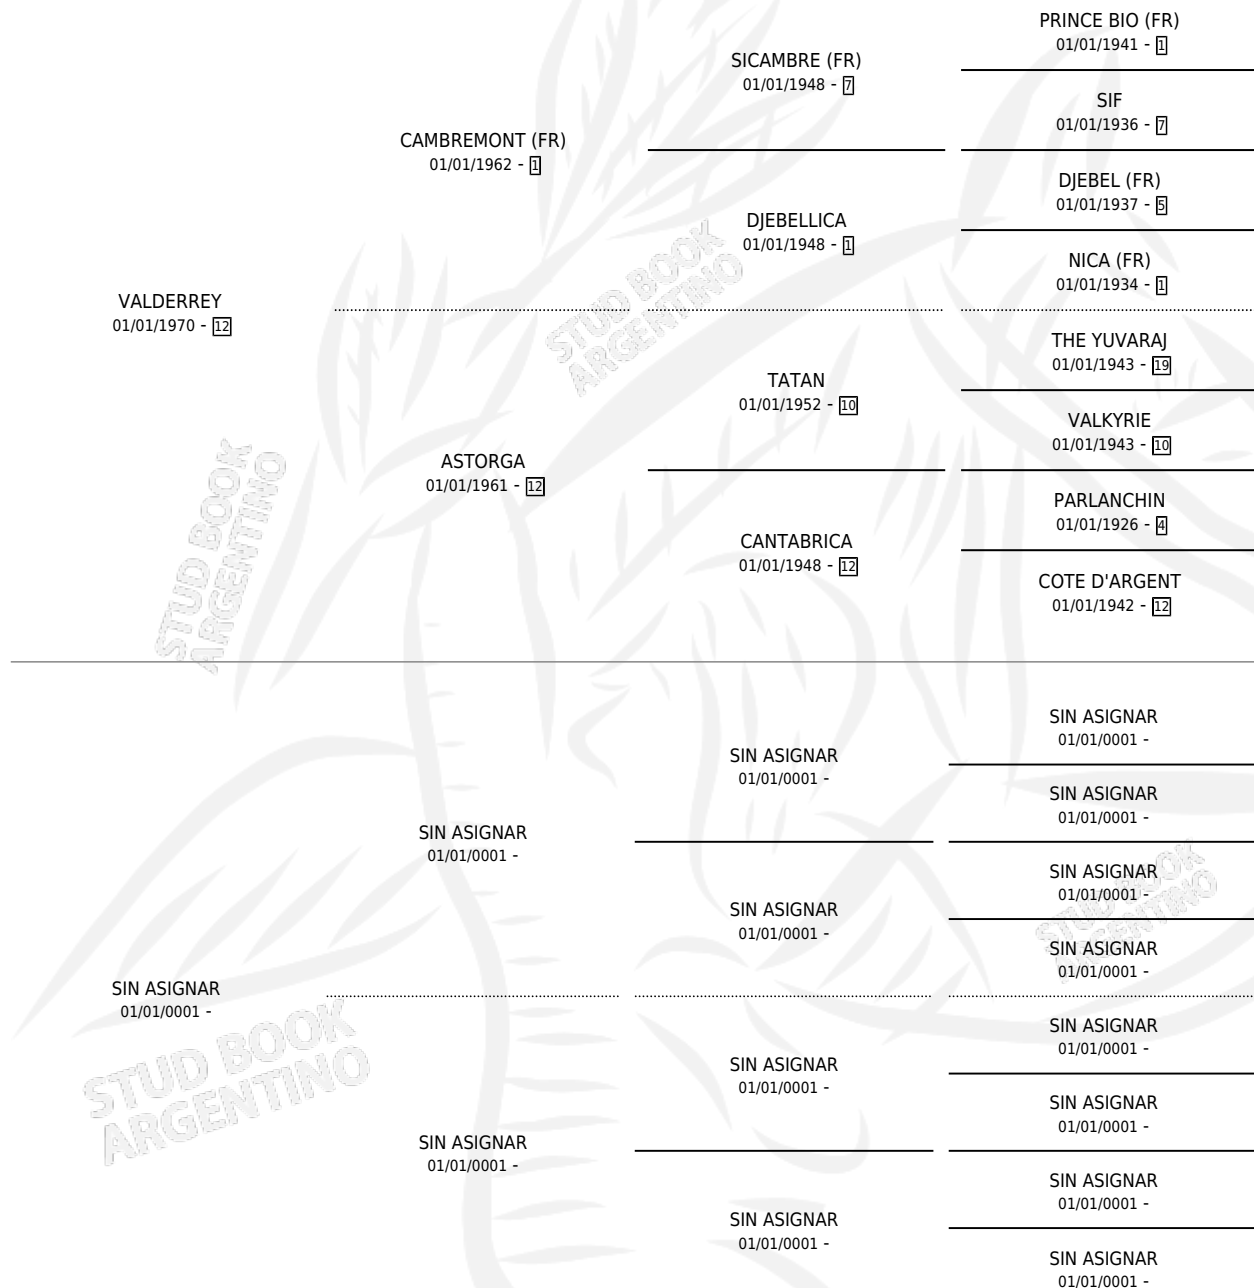 PRINCE BIO (FR)
01/01/1941 - 1
SICAMBRE (FR)
01/01/1948 - 7
SIF
01/01/1936 - 7
CAMBREMONT (FR)
01/01/1962 - 1
DJEBEL (FR)
01/01/1937 - 5
DJEBELLICA
01/01/1948 - 1
NICA (FR)
01/01/1934 - 1
VALDERREY
01/01/1970 - 12
THE YUVARAJ
01/01/1943 - 19
TATAN
01/01/1952 - 10
VALKYRIE
01/01/1943 - 10
ASTORGA
01/01/1961 - 12
PARLANCHIN
01/01/1926 - 4
CANTABRICA
01/01/1948 - 12
COTE D'ARGENT
01/01/1942 - 12
STUD BOOK
ARGENTINO
STUD BOOK
ARGENTINO
SIN ASIGNAR
01/01/0001 -
SIN ASIGNAR
01/01/0001 -
SIN ASIGNAR
01/01/0001 -
SIN ASIGNAR
01/01/0001 -
SIN ASIGNAR
01/01/0001 -
SIN ASIGNAR
01/01/0001 -
SIN ASIGNAR
01/01/0001 -
SIN ASIGNAR
01/01/0001 -
SIN ASIGNAR
01/01/0001 -
SIN ASIGNAR
01/01/0001 -
SIN ASIGNAR
01/01/0001 -
SIN ASIGNAR
01/01/0001 -
SIN ASIGNAR
01/01/0001 -
SIN ASIGNAR
01/01/0001 -
SIN ASIGNAR
01/01/0001 -
STUD BOOK
ARGENTINO
STUD BOOK
ARGENTINO